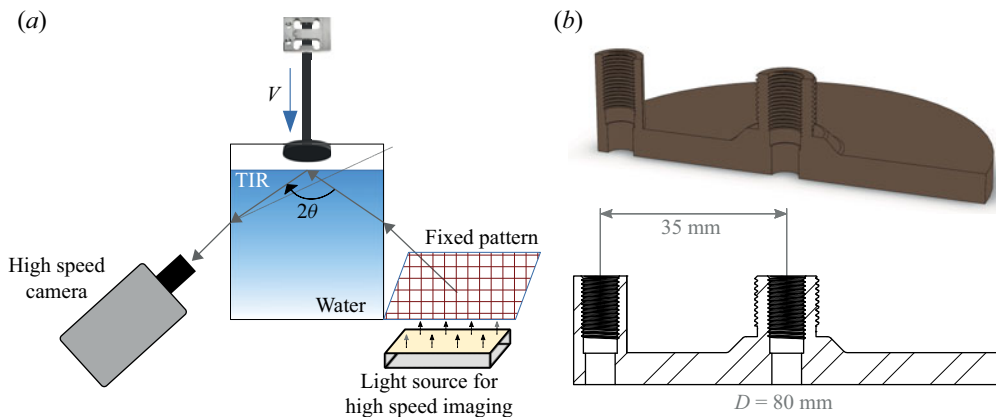 (a)
V
TIR
2θ
Fixed pattern
High speed
camera
Water
Light source for
high speed imaging
(b)
35 mm
D = 80 mm